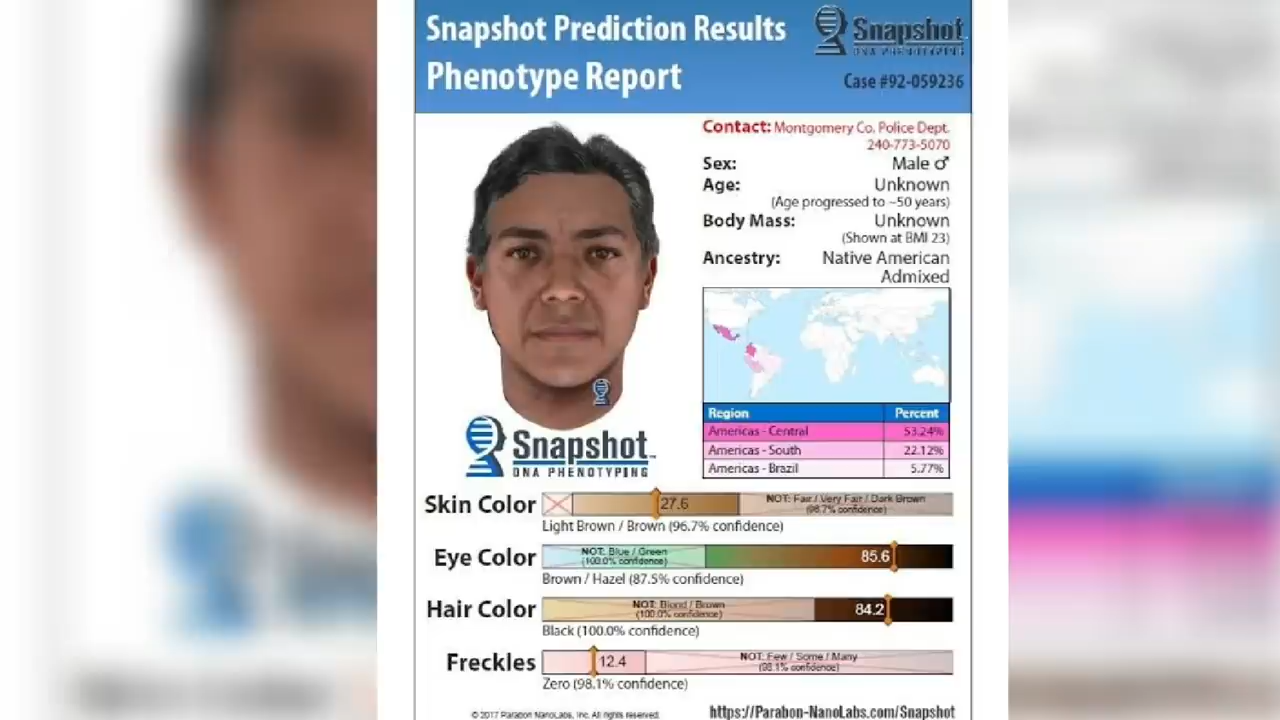 Snapshot Prediction Results
Phenotype Report
Snapshot
DNA PHENOTYPING
Case #92-059236
Contact: Montgomery Co. Police Dept.
240-773-5070
Sex: Male ♂
Age: Unknown
(Age progressed to ~50 years)
Body Mass: Unknown
(Shown at BMI 23)
Ancestry: Native American
Admixed
Region Percent
Americas - Central 53.24%
Americas - South 22.12%
Americas - Brazil 5.77%
Snapshot™
DNA PHENOTYPING
Skin Color 27.6 NOT: Fair / Very Fair / Dark Brown
(98.7% confidence)
Light Brown / Brown (96.7% confidence)
Eye Color NOT: Blue / Green 85.6
(100.0% confidence)
Brown / Hazel (87.5% confidence)
Hair Color NOT: Blond / Brown 84.2
(100.0% confidence)
Black (100.0% confidence)
Freckles 12.4 NOT: Few / Some / Many
(98.1% confidence)
Zero (98.1% confidence)
© 2017 Parabon NanoLabs, Inc. All rights reserved.
https://Parabon-NanoLabs.com/Snapshot